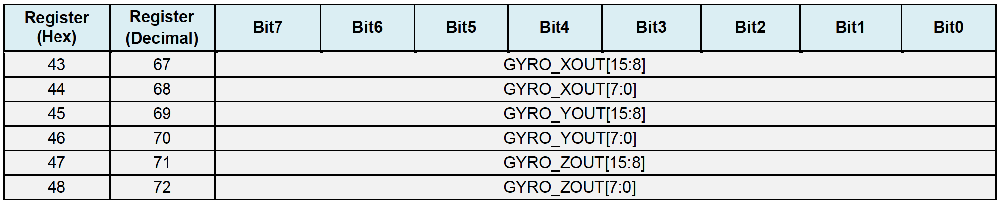 Register (Hex) Register (Decimal) Bit7 Bit6 Bit5 Bit4 Bit3 Bit2 Bit1 Bit0
43 67 GYRO_XOUT[15:8]
44 68 GYRO_XOUT[7:0]
45 69 GYRO_YOUT[15:8]
46 70 GYRO_YOUT[7:0]
47 71 GYRO_ZOUT[15:8]
48 72 GYRO_ZOUT[7:0]